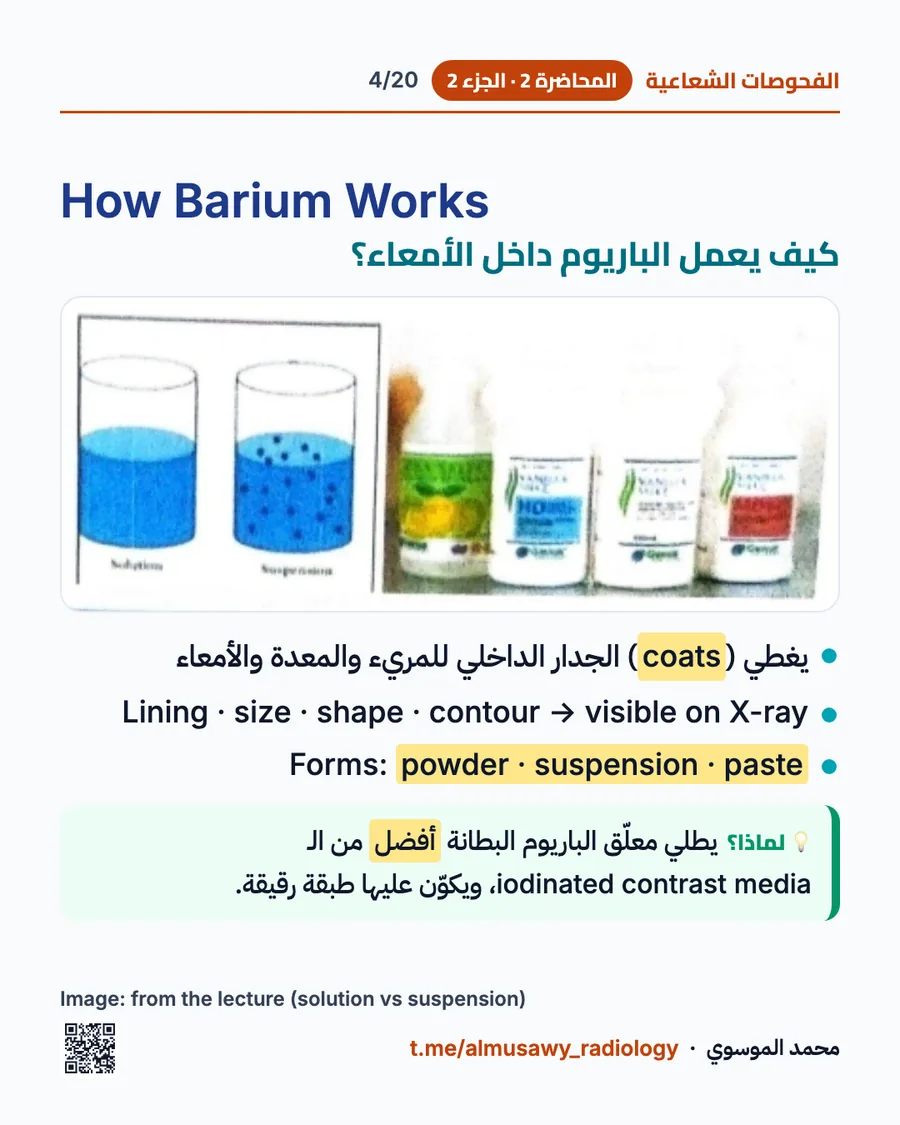 الفحوصات الشعاعية
المحاضرة 2 · الجزء 2
4/20
How Barium Works
كيف يعمل الباريوم داخل الأمعاء؟
Solution
Suspension
VANILLA
HD
VANILLA
يغطي (coats) الجدار الداخلي للمريء والمعدة والأمعاء
Lining · size · shape · contour → visible on X-ray
Forms: powder · suspension · paste
💡 لماذا؟ يطلي معلّق الباريوم البطانة أفضل من الـ
iodinated contrast media، ويكوّن عليها طبقة رقيقة.
Image: from the lecture (solution vs suspension)
محمد الموسوي · t.me/almusawy_radiology